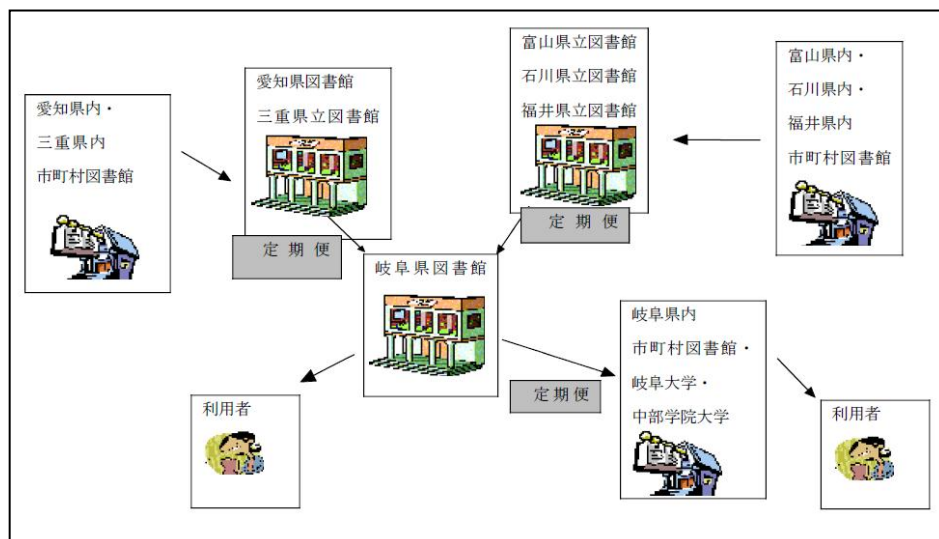 愛知県内・
三重県内
市町村図書館
愛知県図書館
三重県立図書館
定 期 便
富山県立図書館
石川県立図書館
福井県立図書館
定 期 便
富山県内・
石川県内・
福井県内
市町村図書館
岐阜県図書館
定 期 便
岐阜県内
市町村図書館・
岐阜大学・
中部学院大学
利用者
利用者